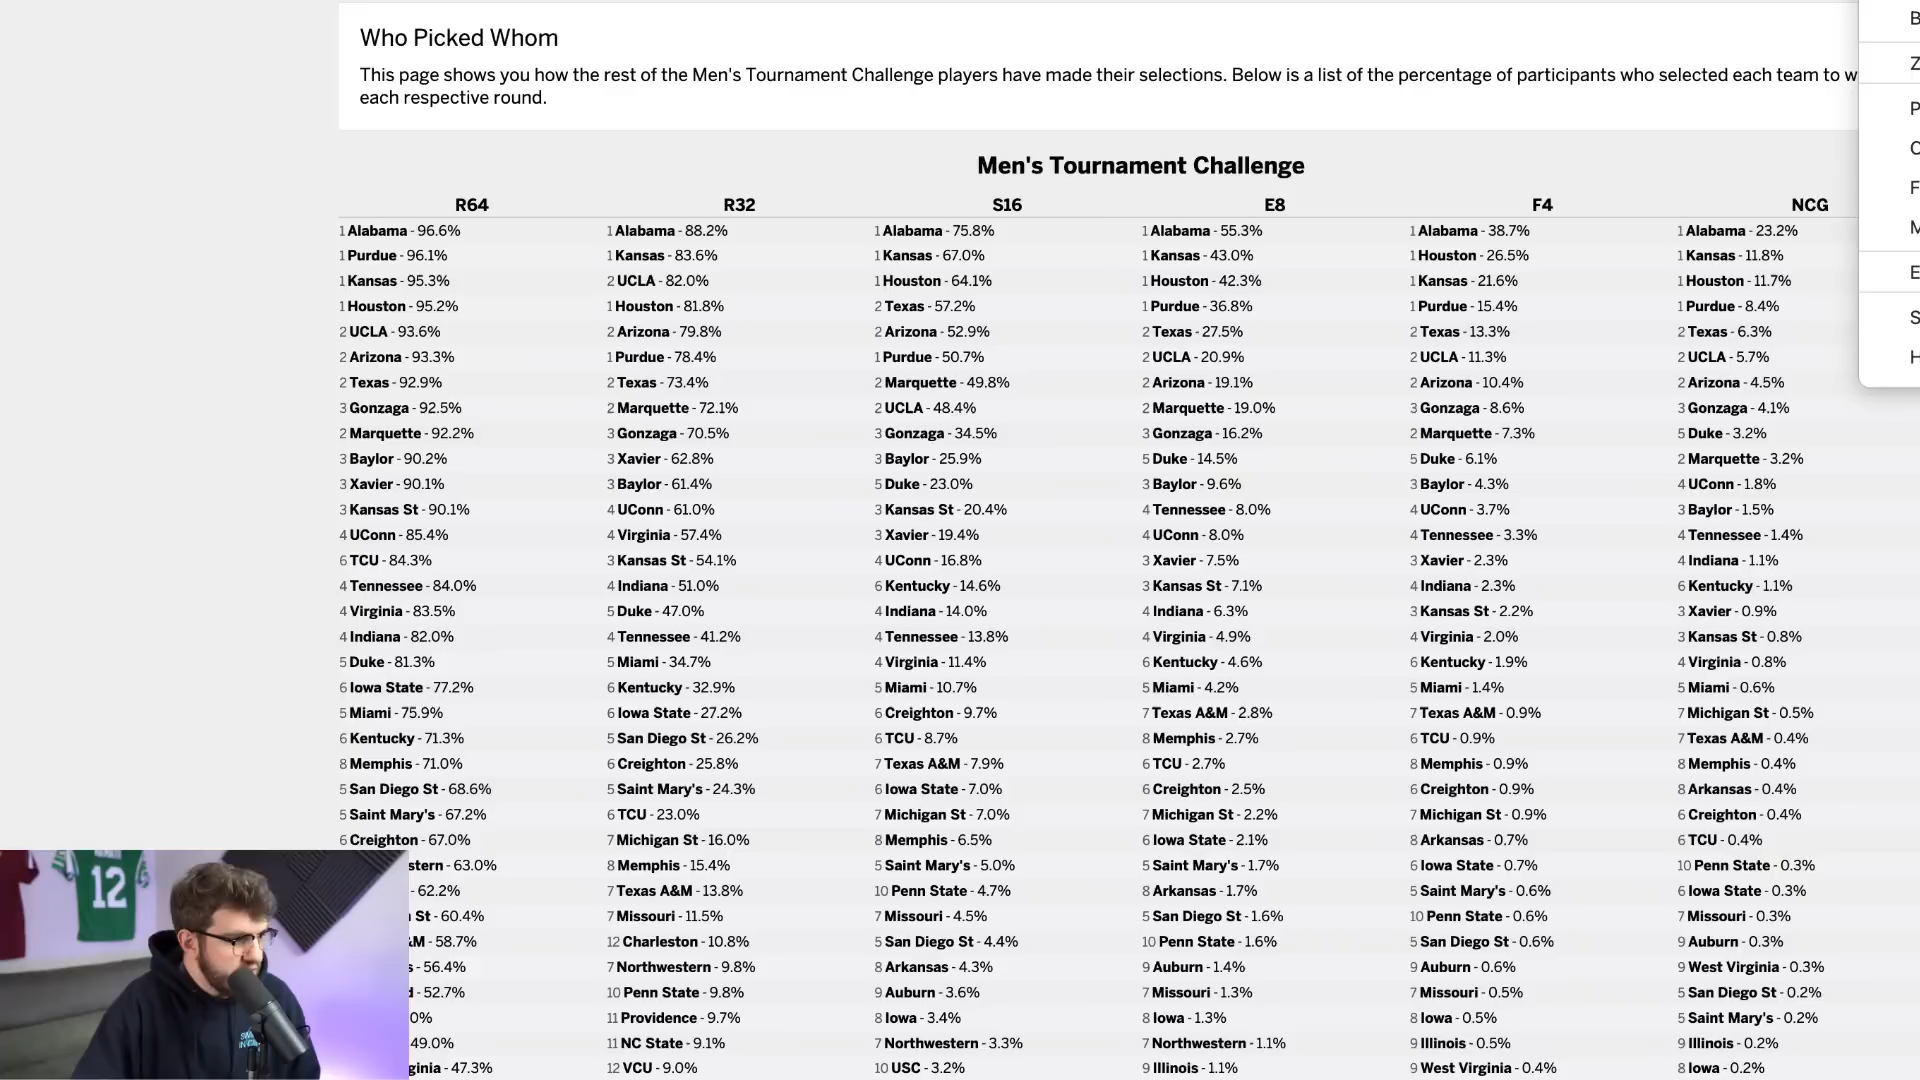 Who Picked Whom
This page shows you how the rest of the Men's Tournament Challenge players have made their selections. Below is a list of the percentage of participants who selected each team to w
each respective round.
Men's Tournament Challenge
R64 R32 S16 E8 F4 NCG
1 Alabama - 96.6% 1 Alabama - 88.2% 1 Alabama - 75.8% 1 Alabama - 55.3% 1 Alabama - 38.7% 1 Alabama - 23.2%
1 Purdue - 96.1% 1 Kansas - 83.6% 1 Kansas - 67.0% 1 Kansas - 43.0% 1 Houston - 26.5% 1 Kansas - 11.8%
1 Kansas - 95.3% 2 UCLA - 82.0% 1 Houston - 64.1% 1 Houston - 42.3% 1 Kansas - 21.6% 1 Houston - 11.7%
1 Houston - 95.2% 1 Houston - 81.8% 2 Texas - 57.2% 1 Purdue - 36.8% 1 Purdue - 15.4% 1 Purdue - 8.4%
2 UCLA - 93.6% 2 Arizona - 79.8% 2 Arizona - 52.9% 2 Texas - 27.5% 2 Texas - 13.3% 2 Texas - 6.3%
2 Arizona - 93.3% 1 Purdue - 78.4% 1 Purdue - 50.7% 2 UCLA - 20.9% 2 UCLA - 11.3% 2 UCLA - 5.7%
2 Texas - 92.9% 2 Texas - 73.4% 2 Marquette - 49.8% 2 Arizona - 19.1% 2 Arizona - 10.4% 2 Arizona - 4.5%
3 Gonzaga - 92.5% 2 Marquette - 72.1% 2 UCLA - 48.4% 2 Marquette - 19.0% 3 Gonzaga - 8.6% 3 Gonzaga - 4.1%
2 Marquette - 92.2% 3 Gonzaga - 70.5% 3 Gonzaga - 34.5% 3 Gonzaga - 16.2% 2 Marquette - 7.3% 5 Duke - 3.2%
3 Baylor - 90.2% 3 Xavier - 62.8% 3 Baylor - 25.9% 5 Duke - 14.5% 5 Duke - 6.1% 2 Marquette - 3.2%
3 Xavier - 90.1% 3 Baylor - 61.4% 5 Duke - 23.0% 3 Baylor - 9.6% 3 Baylor - 4.3% 4 UConn - 1.8%
3 Kansas St - 90.1% 4 UConn - 61.0% 3 Kansas St - 20.4% 4 Tennessee - 8.0% 4 UConn - 3.7% 3 Baylor - 1.5%
4 UConn - 85.4% 4 Virginia - 57.4% 3 Xavier - 19.4% 4 UConn - 8.0% 4 Tennessee - 3.3% 4 Tennessee - 1.4%
6 TCU - 84.3% 3 Kansas St - 54.1% 4 UConn - 16.8% 3 Xavier - 7.5% 3 Xavier - 2.3% 4 Indiana - 1.1%
4 Tennessee - 84.0% 4 Indiana - 51.0% 6 Kentucky - 14.6% 3 Kansas St - 7.1% 4 Indiana - 2.3% 6 Kentucky - 1.1%
4 Virginia - 83.5% 5 Duke - 47.0% 4 Indiana - 14.0% 4 Indiana - 6.3% 3 Kansas St - 2.2% 3 Xavier - 0.9%
4 Indiana - 82.0% 4 Tennessee - 41.2% 4 Tennessee - 13.8% 4 Virginia - 4.9% 4 Virginia - 2.0% 3 Kansas St - 0.8%
5 Duke - 81.3% 5 Miami - 34.7% 4 Virginia - 11.4% 6 Kentucky - 4.6% 6 Kentucky - 1.9% 4 Virginia - 0.8%
6 Iowa State - 77.2% 6 Kentucky - 32.9% 5 Miami - 10.7% 5 Miami - 4.2% 5 Miami - 1.4% 5 Miami - 0.6%
5 Miami - 75.9% 6 Iowa State - 27.2% 6 Creighton - 9.7% 7 Texas A&M - 2.8% 7 Texas A&M - 0.9% 7 Michigan St - 0.5%
6 Kentucky - 71.3% 5 San Diego St - 26.2% 6 TCU - 8.7% 8 Memphis - 2.7% 6 TCU - 0.9% 7 Texas A&M - 0.4%
8 Memphis - 71.0% 6 Creighton - 25.8% 7 Texas A&M - 7.9% 6 TCU - 2.7% 8 Memphis - 0.9% 8 Memphis - 0.4%
5 San Diego St - 68.6% 5 Saint Mary's - 24.3% 6 Iowa State - 7.0% 6 Creighton - 2.5% 6 Creighton - 0.9% 8 Arkansas - 0.4%
5 Saint Mary's - 67.2% 6 TCU - 23.0% 7 Michigan St - 7.0% 7 Michigan St - 2.2% 7 Michigan St - 0.9% 6 Creighton - 0.4%
6 Creighton - 67.0% 7 Michigan St - 16.0% 8 Memphis - 6.5% 6 Iowa State - 2.1% 8 Arkansas - 0.7% 6 TCU - 0.4%
stern - 63.0% 8 Memphis - 15.4% 5 Saint Mary's - 5.0% 5 Saint Mary's - 1.7% 6 Iowa State - 0.7% 10 Penn State - 0.3%
- 62.2% 7 Texas A&M - 13.8% 10 Penn State - 4.7% 8 Arkansas - 1.7% 5 Saint Mary's - 0.6% 6 Iowa State - 0.3%
St - 60.4% 7 Missouri - 11.5% 7 Missouri - 4.5% 5 San Diego St - 1.6% 10 Penn State - 0.6% 7 Missouri - 0.3%
&M - 58.7% 12 Charleston - 10.8% 5 San Diego St - 4.4% 10 Penn State - 1.6% 5 San Diego St - 0.6% 9 Auburn - 0.3%
s - 56.4% 7 Northwestern - 9.8% 8 Arkansas - 4.3% 9 Auburn - 1.4% 9 Auburn - 0.6% 9 West Virginia - 0.3%
d - 52.7% 10 Penn State - 9.8% 9 Auburn - 3.6% 7 Missouri - 1.3% 7 Missouri - 0.5% 5 San Diego St - 0.2%
0% 11 Providence - 9.7% 8 Iowa - 3.4% 8 Iowa - 1.3% 8 Iowa - 0.5% 5 Saint Mary's - 0.2%
49.0% 11 NC State - 9.1% 7 Northwestern - 3.3% 7 Northwestern - 1.1% 9 Illinois - 0.5% 9 Illinois - 0.2%
ginia - 47.3% 12 VCU - 9.0% 10 USC - 3.2% 9 Illinois - 1.1% 9 West Virginia - 0.4% 8 Iowa - 0.2%
B
Z
P
C
F
M
E
S
H
12